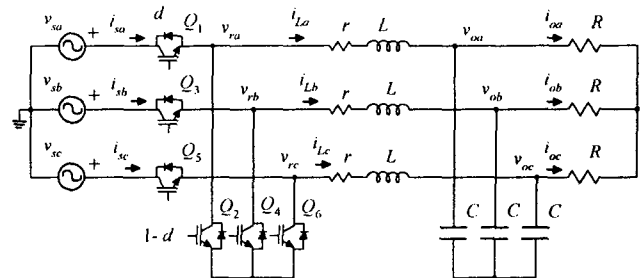 v_sa + i_sa d Q_1 v_ra i_La r L v_oa i_oa R
v_sb + i_sb Q_3 v_rb i_Lb r L v_ob i_ob R
v_sc + i_sc Q_5 v_rc i_Lc r L v_oc i_oc R
1-d Q_2 Q_4 Q_6 C C C